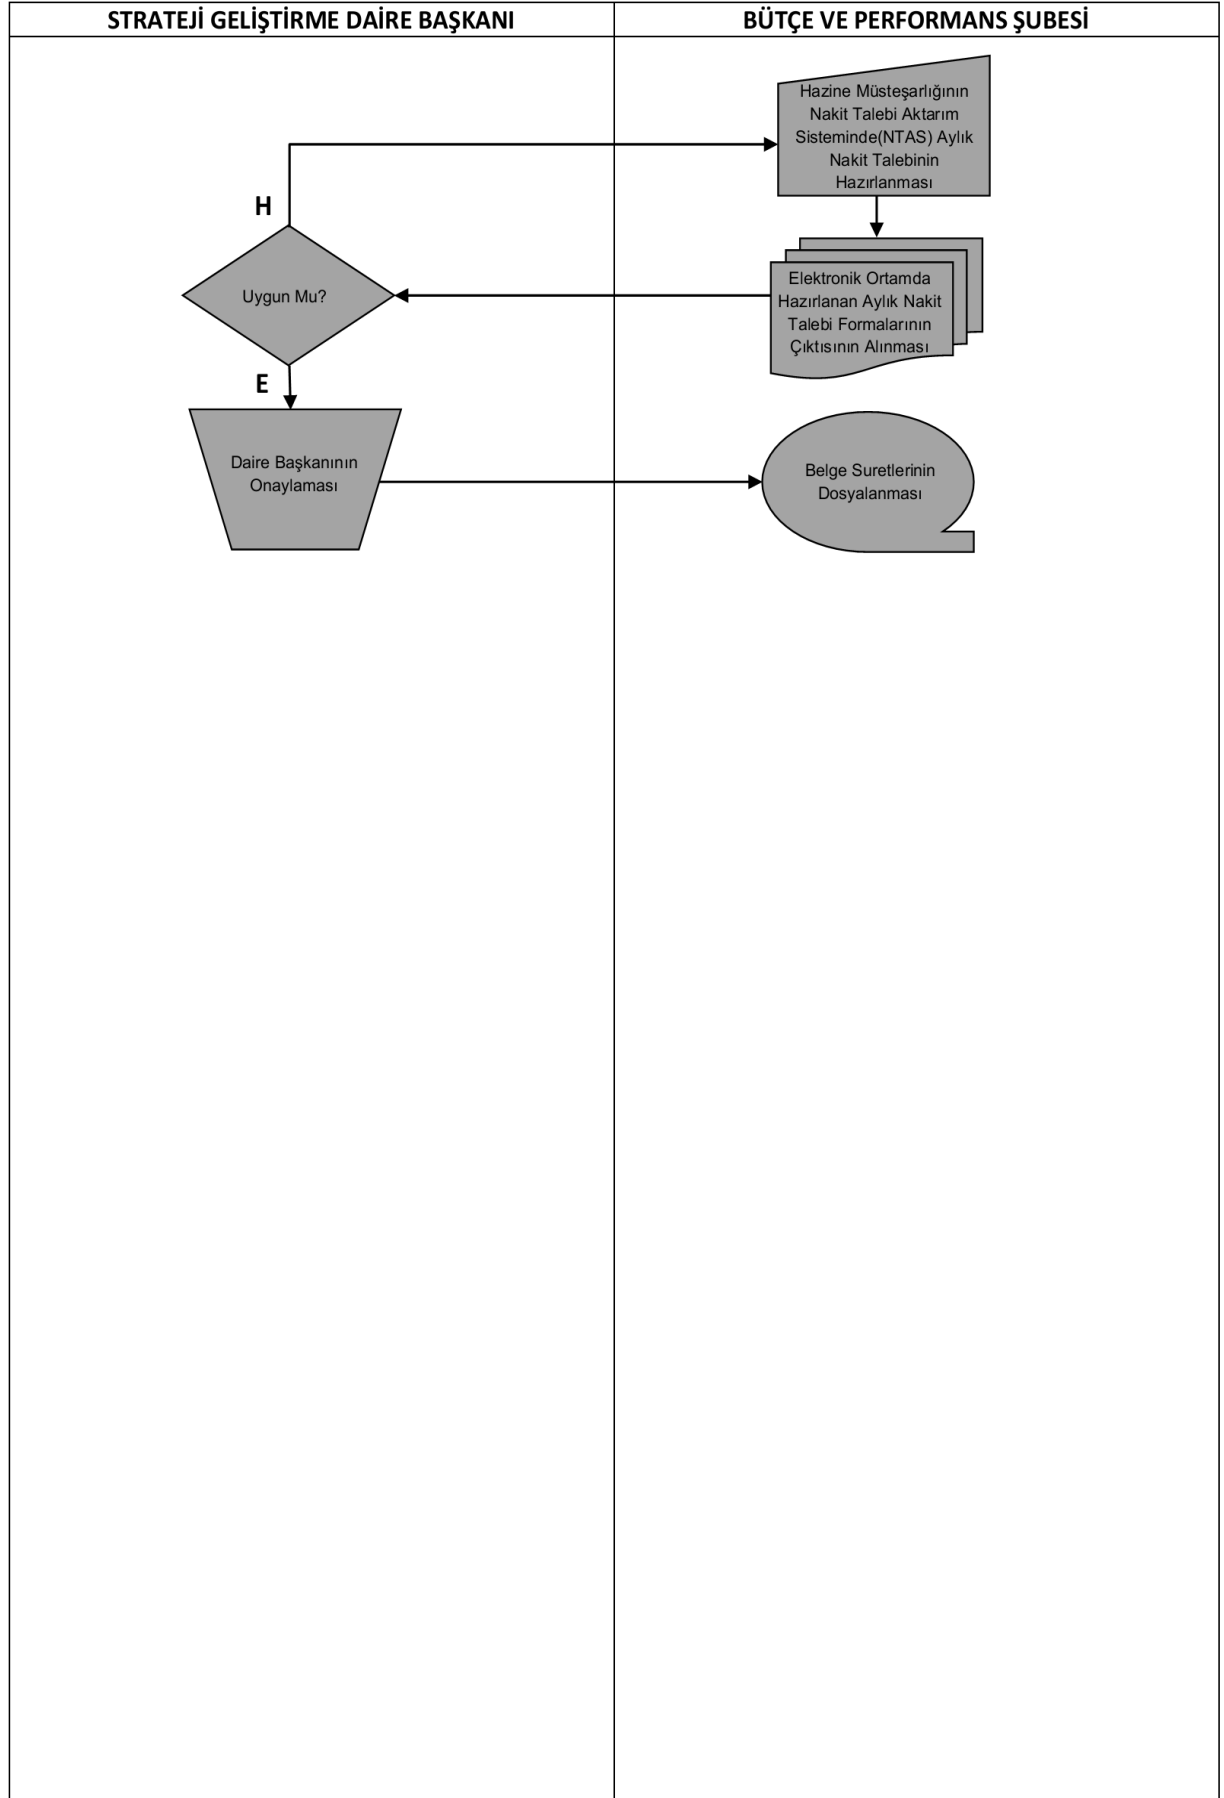 STRATEJİ GELİŞTİRME DAİRE BAŞKANI
BÜTÇE VE PERFORMANS ŞUBESİ
Hazine Müsteşarlığının
Nakit Talebi Aktarım
Sisteminde(NTAS) Aylık
Nakit Talebinin
Hazırlanması
H
Uygun Mu?
Elektronik Ortamda
Hazırlanan Aylık Nakit
Talebi Formalarının
Çıktısının Alınması
E
Daire Başkanının
Onaylaması
Belge Suretlerinin
Dosyalanması